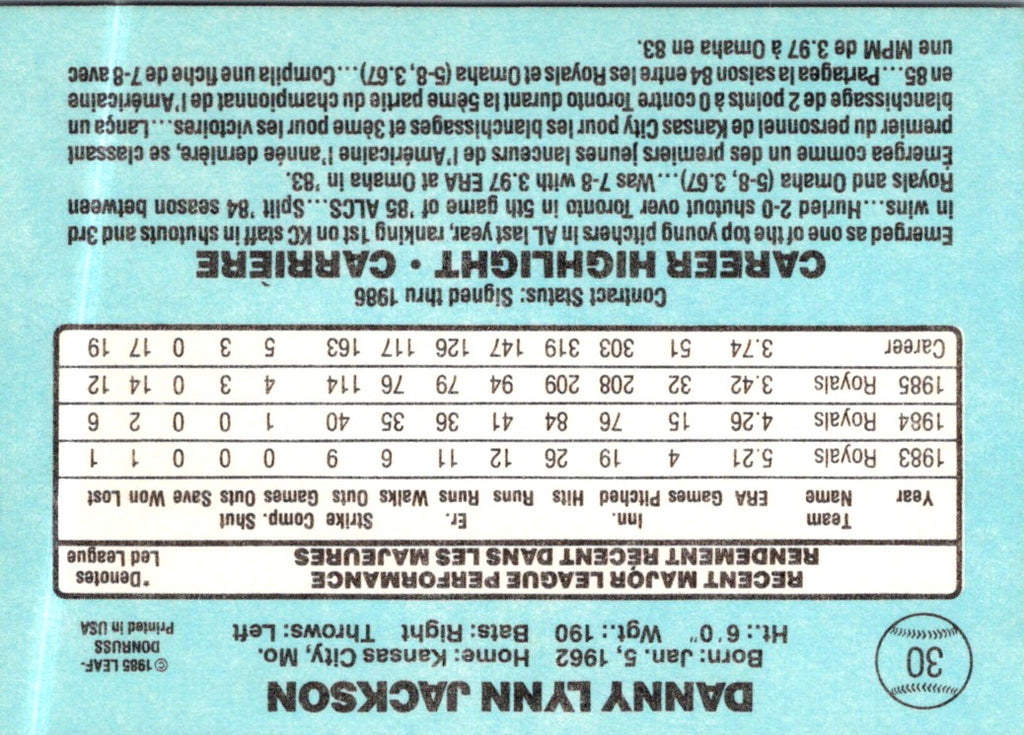 30
DANNY LYNN JACKSON
Born: Jan. 5, 1962 Home: Kansas City, Mo.
Ht.: 6'0" Wgt.: 190 Bats: Right Throws: Left
© 1985 LEAF-
DONRUSS
Printed in USA
RECENT MAJOR LEAGUE PERFORMANCE
RENDEMENT RÉCENT DANS LES MAJEURES
*Denotes
Led League
Year Team Name ERA Games Inn. Pitched Hits Runs Er. Runs Walks Strike Outs Comp. Games Shut Outs Save Won Lost
1983 Royals 5.21 4 19 26 12 11 6 9 0 0 0 1 1
1984 Royals 4.26 15 76 84 41 36 35 40 1 0 0 2 6
1985 Royals 3.42 32 208 209 94 79 76 114 4 3 0 14 12
Career 3.74 51 303 319 147 126 117 163 5 3 0 17 19
Contract Status: Signed thru 1986
CAREER HIGHLIGHT · CARRIÈRE
Emerged as one of the top young pitchers in AL last year, ranking 1st on KC staff in shutouts and 3rd
in wins...Hurled 2-0 shutout over Toronto in 5th game of '85 ALCS...Split '84 season between
Royals and Omaha (5-8, 3.67)...Was 7-8 with 3.97 ERA at Omaha in '83.
Émergea comme un des premiers jeunes lanceurs de l'Américaine l'année dernière, se classant
premier du personnel de Kansas City pour les blanchissages et 3ème pour les victoires...Lança un
blanchissage de 2 points à 0 contre Toronto durant la 5ème partie du championnat de l'Américaine
en 85...Partagea la saison 84 entre les Royals et Omaha (5-8, 3.67)...Compila une fiche de 7-8 avec
une MPM de 3.97 à Omaha en 83.